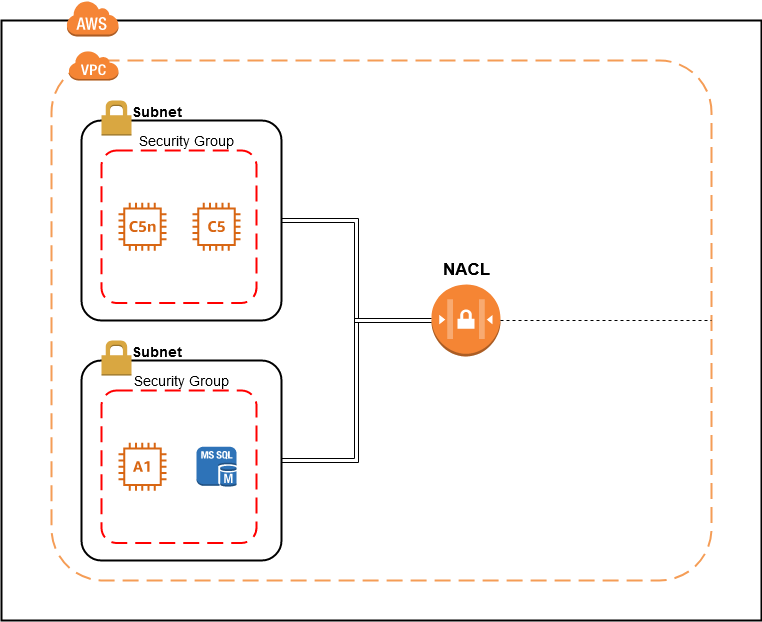 AWS
VPC
Subnet
Security Group
C5n
C5
NACL
Subnet
Security Group
A1
MS SQL
M